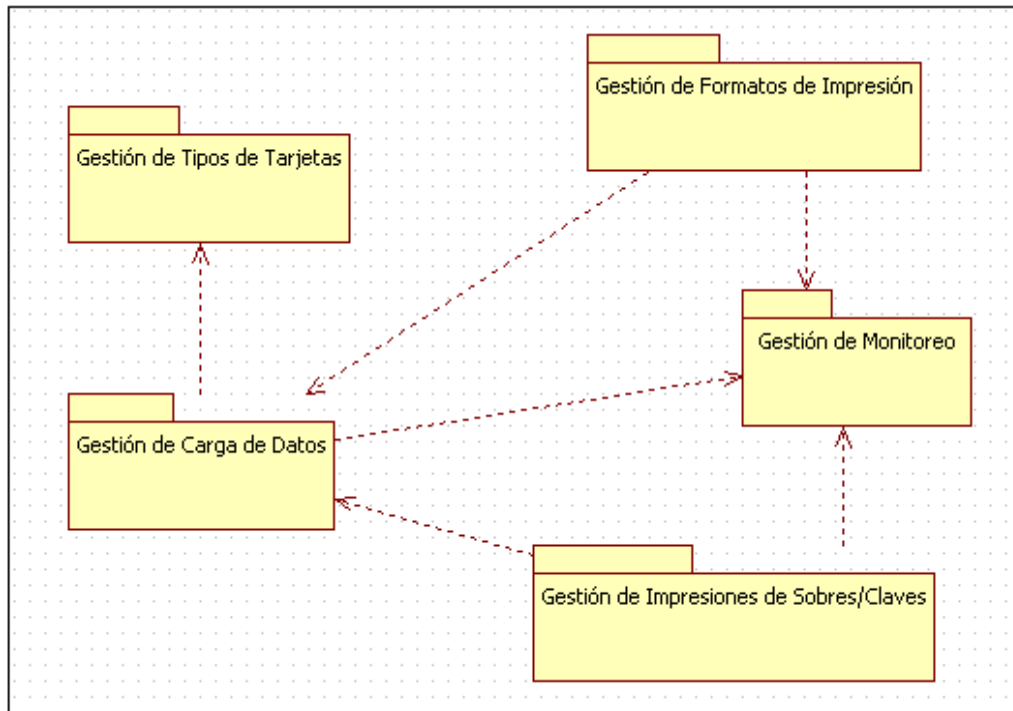 Gestión de Formatos de Impresión
Gestión de Tipos de Tarjetas
Gestión de Monitoreo
Gestión de Carga de Datos
Gestión de Impresiones de Sobres/Claves